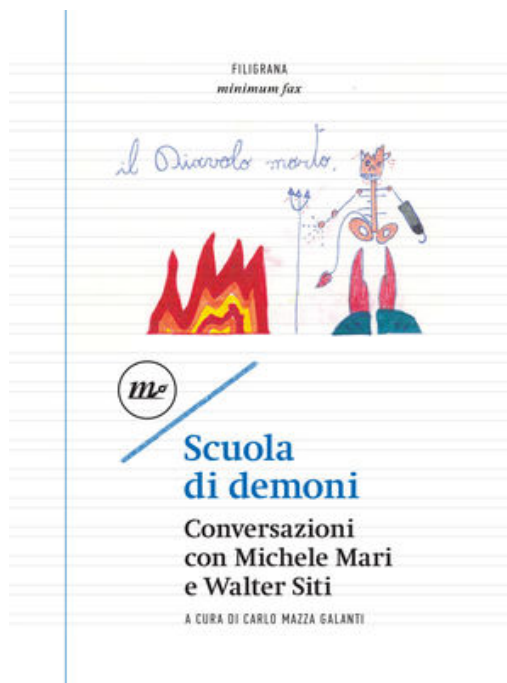 FILIGRANA
minimum fax
il Diavolo morto.
m
Scuola
di demoni
Conversazioni
con Michele Mari
e Walter Siti
A CURA DI CARLO MAZZA GALANTI